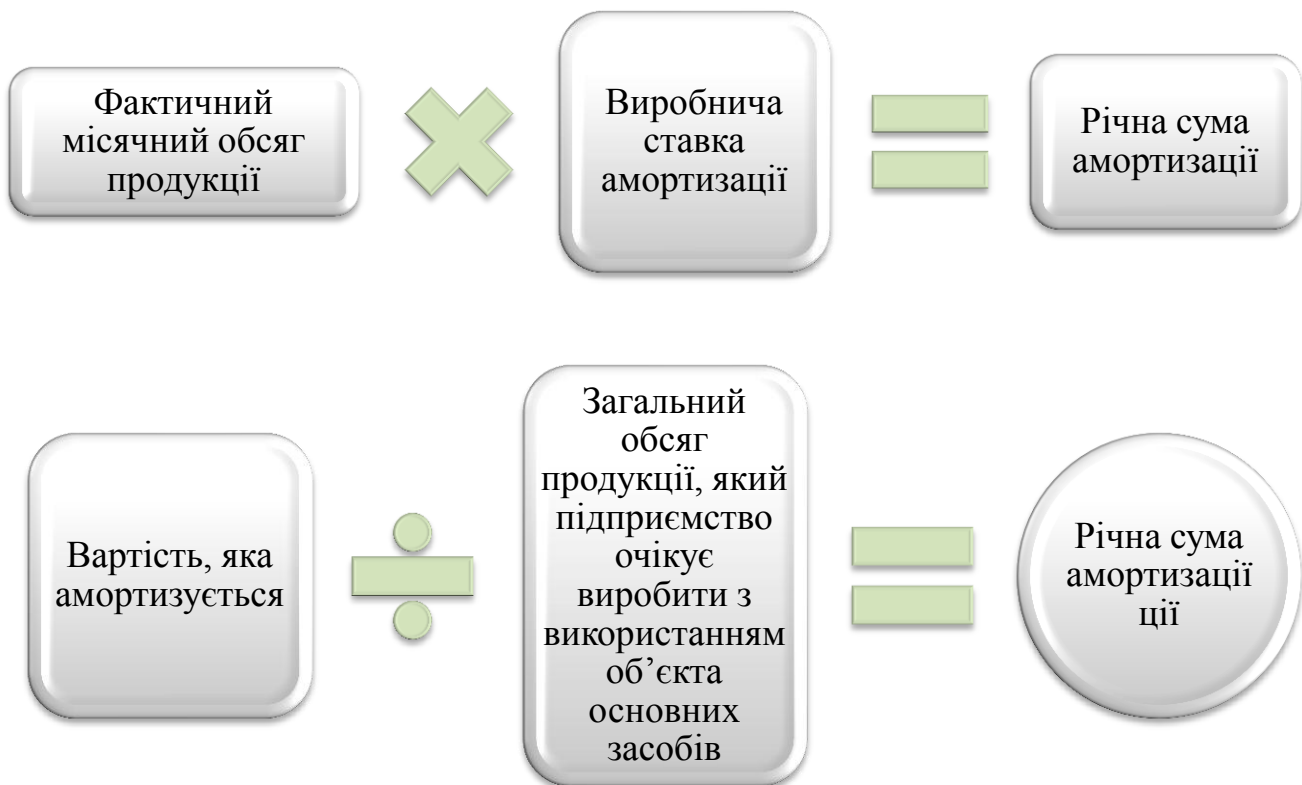 Фактичний
місячний обсяг
продукції
Виробнича
ставка
амортизації
Річна сума
амортизації
Вартість, яка
амортизується
Загальний
обсяг
продукції, який
підприємство
очікує
виробити з
використанням
об’єкта
основних
засобів
Річна сума
амортизації
ції